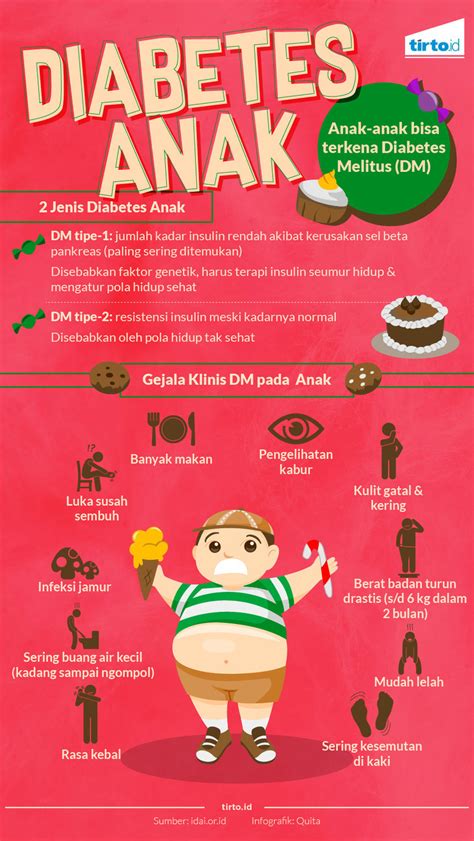 tirto.id
DIABETES
ANAK
Anak-anak bisa
terkena Diabetes
Melitus (DM)
2 Jenis Diabetes Anak
DM tipe-1: jumlah kadar insulin rendah akibat kerusakan sel beta
pankreas (paling sering ditemukan)
Disebabkan faktor genetik, harus terapi insulin seumur hidup &
mengatur pola hidup sehat
DM tipe-2: resistensi insulin meski kadarnya normal
Disebabkan oleh pola hidup tak sehat
Gejala Klinis DM pada Anak
!?
Banyak makan
Pengelihatan
kabur
Luka susah
sembuh
Kulit gatal &
kering
Infeksi jamur
Berat badan turun
drastis (s/d 6 kg dalam
2 bulan)
Sering buang air kecil
(kadang sampai ngompol)
Mudah lelah
Rasa kebal
Sering kesemutan
di kaki
tirto.id
Sumber: idai.or.id Infografik: Quita